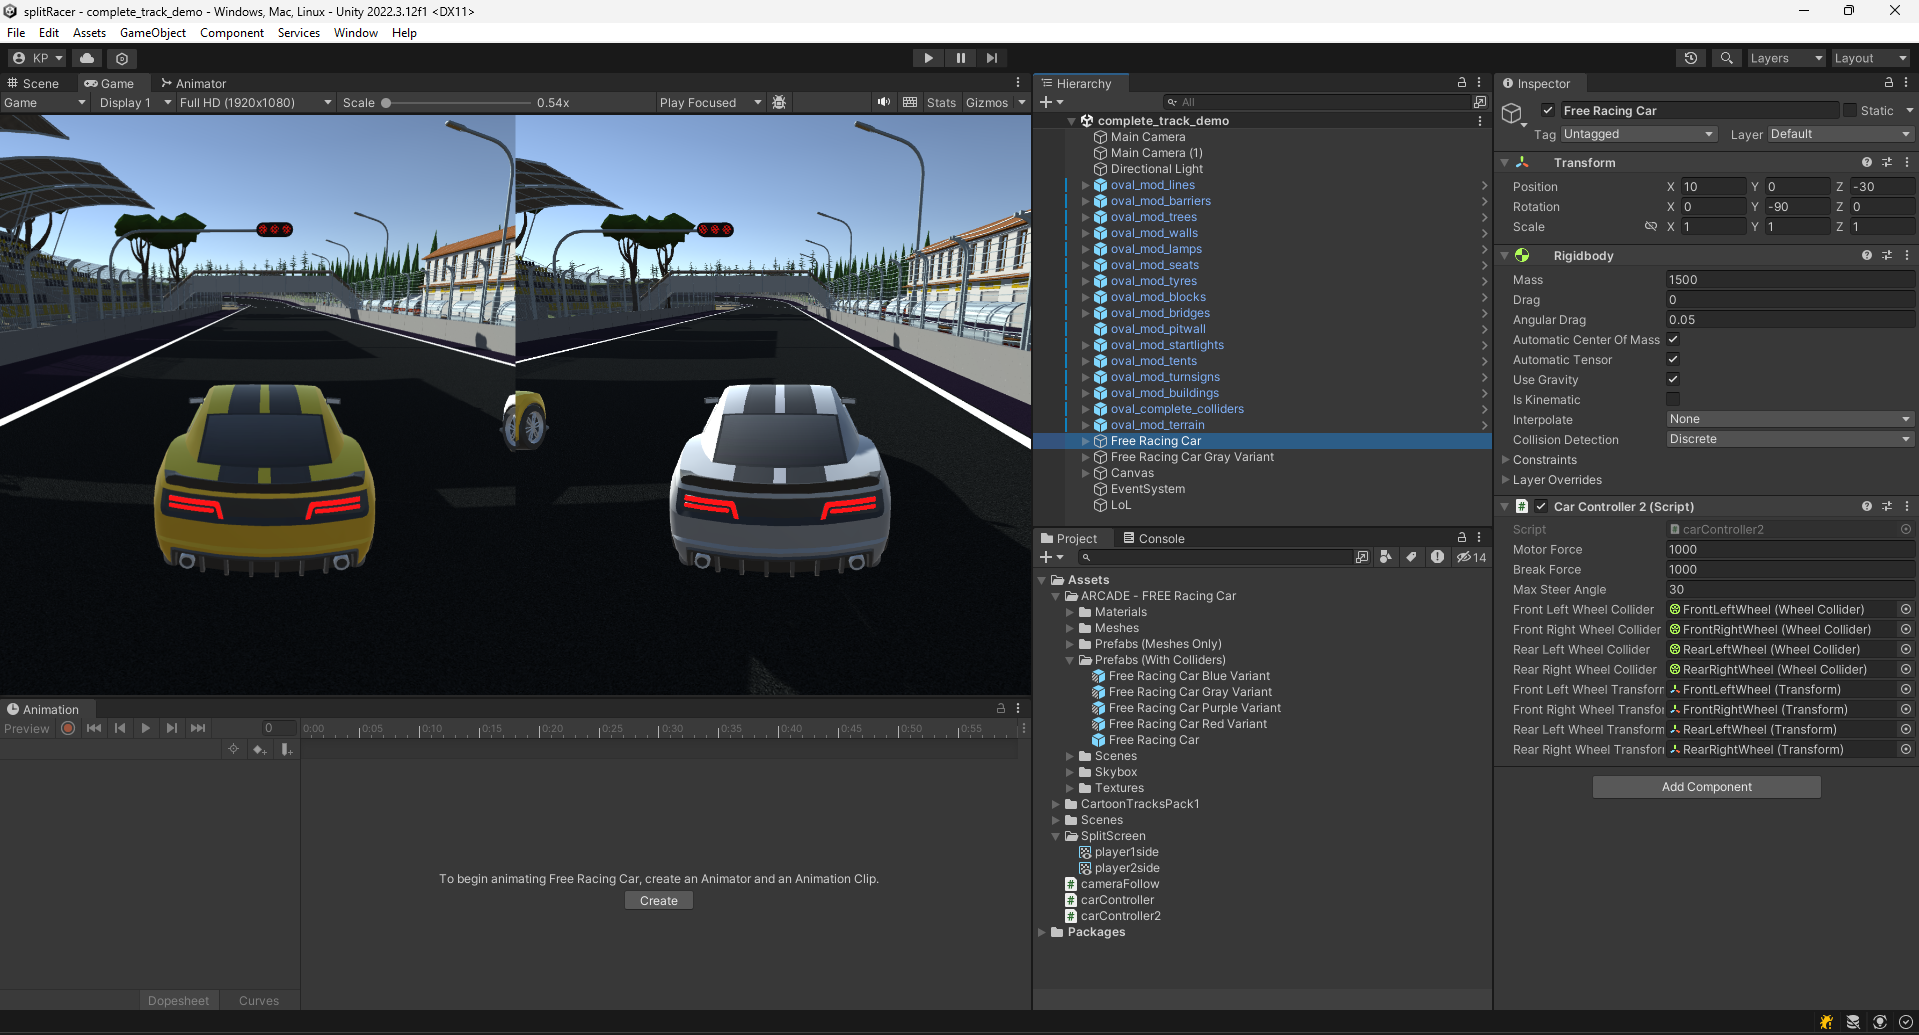 splitRacer - complete_track_demo - Windows, Mac, Linux - Unity 2022.3.12f1 <DX11>
File Edit Assets GameObject Component Services Window Help
KP
Layers
Layout
Scene
Game
Animator
Game
Display 1
Full HD (1920x1080)
Scale
0.54x
Play Focused
Stats
Gizmos
Hierarchy
All
complete_track_demo
Main Camera
Main Camera (1)
Directional Light
oval_mod_lines
oval_mod_barriers
oval_mod_trees
oval_mod_walls
oval_mod_lamps
oval_mod_seats
oval_mod_tyres
oval_mod_blocks
oval_mod_bridges
oval_mod_pitwall
oval_mod_startlights
oval_mod_tents
oval_mod_turnsigns
oval_mod_buildings
oval_complete_colliders
oval_mod_terrain
Free Racing Car
Free Racing Car Gray Variant
Canvas
EventSystem
LoL
Project
Console
14
Assets
ARCADE - FREE Racing Car
Materials
Meshes
Prefabs (Meshes Only)
Prefabs (With Colliders)
Free Racing Car Blue Variant
Free Racing Car Gray Variant
Free Racing Car Purple Variant
Free Racing Car Red Variant
Free Racing Car
Scenes
Skybox
Textures
CartoonTracksPack1
Scenes
SplitScreen
player1side
player2side
cameraFollow
carController
carController2
Packages
Inspector
Free Racing Car
Static
Tag Untagged
Layer Default
Transform
Position X 10 Y 0 Z -30
Rotation X 0 Y -90 Z 0
Scale X 1 Y 1 Z 1
Rigidbody
Mass 1500
Drag 0
Angular Drag 0.05
Automatic Center Of Mass
Automatic Tensor
Use Gravity
Is Kinematic
Interpolate None
Collision Detection Discrete
Constraints
Layer Overrides
# Car Controller 2 (Script)
Script carController2
Motor Force 1000
Break Force 1000
Max Steer Angle 30
Front Left Wheel Collider FrontLeftWheel (Wheel Collider)
Front Right Wheel Collider FrontRightWheel (Wheel Collider)
Rear Left Wheel Collider RearLeftWheel (Wheel Collider)
Rear Right Wheel Collider RearRightWheel (Wheel Collider)
Front Left Wheel Transforr FrontLeftWheel (Transform)
Front Right Wheel Transfor FrontRightWheel (Transform)
Rear Left Wheel Transform RearLeftWheel (Transform)
Rear Right Wheel Transforr RearRightWheel (Transform)
Add Component
Animation
Preview
0
0:00 0:05 0:10 0:15 0:20 0:25 0:30 0:35 0:40 0:45 0:50 0:55
To begin animating Free Racing Car, create an Animator and an Animation Clip.
Create
Dopesheet
Curves